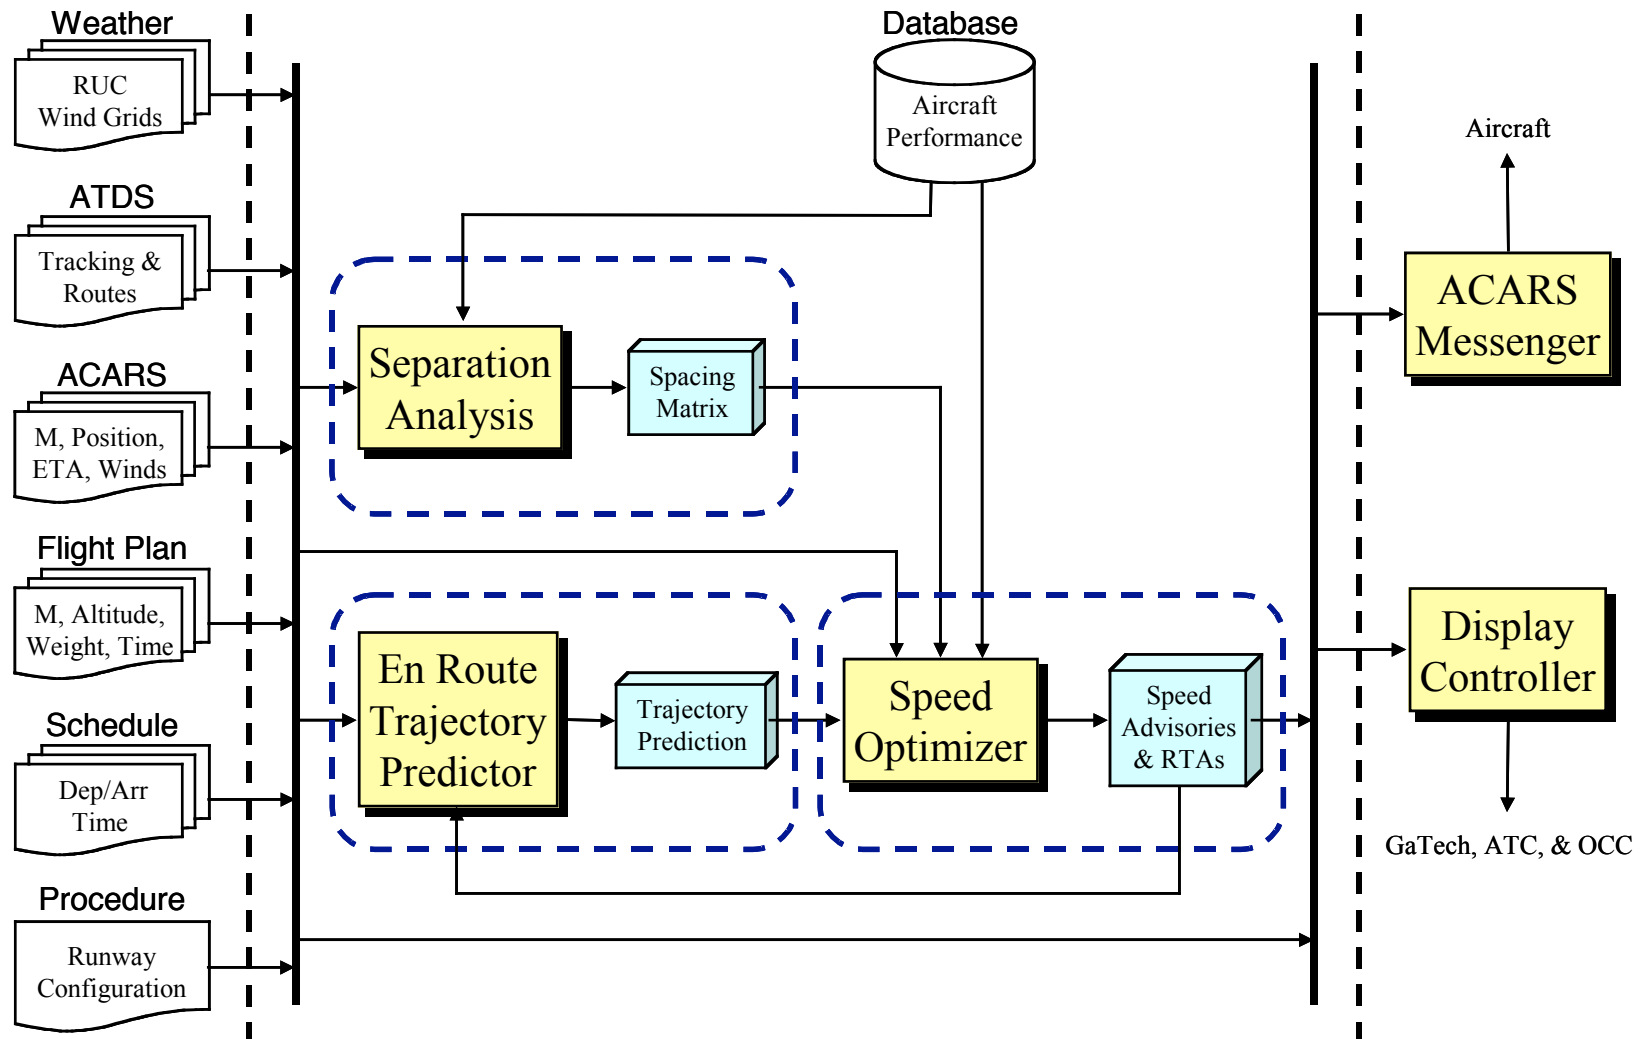 Weather
RUC
Wind Grids
ATDS
Tracking &
Routes
ACARS
M, Position,
ETA, Winds
Flight Plan
M, Altitude,
Weight, Time
Schedule
Dep/Arr
Time
Procedure
Runway
Configuration
Database
Aircraft
Performance
Separation
Analysis
Spacing
Matrix
En Route
Trajectory
Predictor
Trajectory
Prediction
Speed
Optimizer
Speed
Advisories
& RTAs
Aircraft
ACARS
Messenger
Display
Controller
GaTech, ATC, & OCC